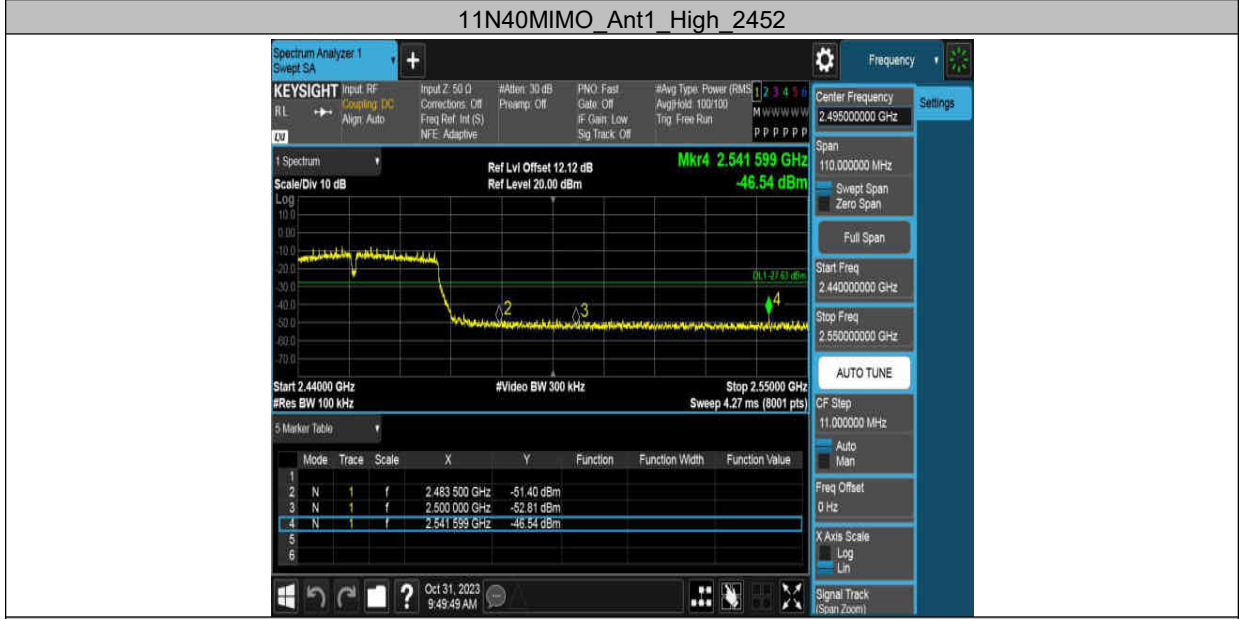 11N40MIMO_Ant1_High_2452
Spectrum Analyzer 1
Swept SA
Frequency
Settings
KEYSIGHT
RL
LXI
Input: RF
Coupling: DC
Align: Auto
Input Z: 50 Ω
Corrections: Off
Freq Ref: Int (S)
NFE: Adaptive
#Atten: 30 dB
Preamp: Off
PNO: Fast
Gate: Off
IF Gain: Low
Sig Track: Off
#Avg Type: Power (RMS
Avg|Hold: 100/100
Trig: Free Run
1 2 3 4 5 6
M W W W W W
P P P P P P
1 Spectrum
Scale/Div 10 dB
Ref Lvl Offset 12.12 dB
Ref Level 20.00 dBm
Mkr4 2.541 599 GHz
-46.54 dBm
Log
10.0
0.00
-10.0
-20.0
-30.0
-40.0
-50.0
-60.0
-70.0
DL1 -27.63 dBm
2
3
4
Start 2.44000 GHz
#Video BW 300 kHz
Stop 2.55000 GHz
#Res BW 100 kHz
Sweep 4.27 ms (8001 pts)
5 Marker Table
Mode Trace Scale X Y Function Function Width Function Value
1
2 N 1 f 2.483 500 GHz -51.40 dBm
3 N 1 f 2.500 000 GHz -52.81 dBm
4 N 1 f 2.541 599 GHz -46.54 dBm
5
6
Center Frequency
2.495000000 GHz
Span
110.000000 MHz
Swept Span
Zero Span
Full Span
Start Freq
2.440000000 GHz
Stop Freq
2.550000000 GHz
AUTO TUNE
CF Step
11.000000 MHz
Auto
Man
Freq Offset
0 Hz
X Axis Scale
Log
Lin
Signal Track
(Span Zoom)
?
Oct 31, 2023
9:49:49 AM